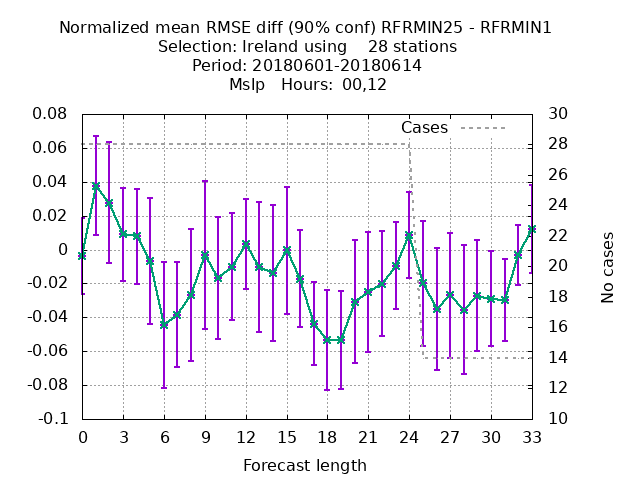 Normalized mean RMSE diff (90% conf) RFRMIN25 - RFRMIN1
Selection: Ireland using    28 stations
Period: 20180601-20180614
Mslp   Hours:  00,12
Cases
0.08
0.06
0.04
0.02
0
-0.02
-0.04
-0.06
-0.08
-0.1
30
28
26
24
22
20
18
16
14
12
10
No cases
0 3 6 9 12 15 18 21 24 27 30 33
Forecast length